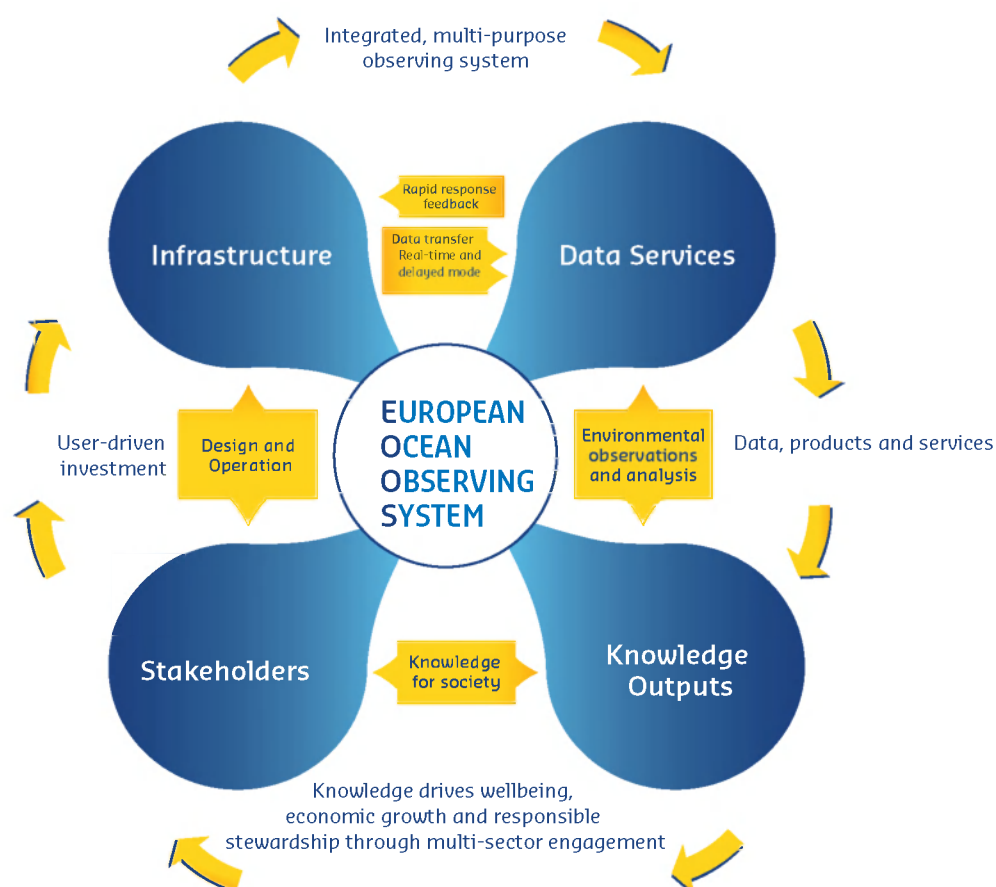 Integrated, multi-purpose
observing system
Rapid response
feedback
Infrastructure
Data transfer
Real-time and
delayed mode
Data Services
User-driven
investment
Design and
Operation
EUROPEAN
OCEAN
OBSERVING
SYSTEM
Environmental
observations
and analysis
Data, products and services
Stakeholders
Knowledge
for society
Knowledge
Outputs
Knowledge drives wellbeing,
economic growth and responsible
stewardship through multi-sector engagement